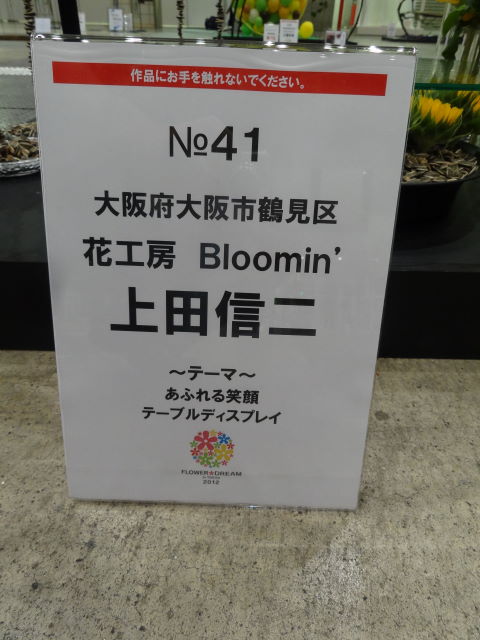 作品にお手を触れないでください。
№41
大阪府大阪市鶴見区
花工房 Bloomin'
上田信二
～テーマ～
あふれる笑顔
テーブルディスプレイ
FLOWER★DREAM
2012